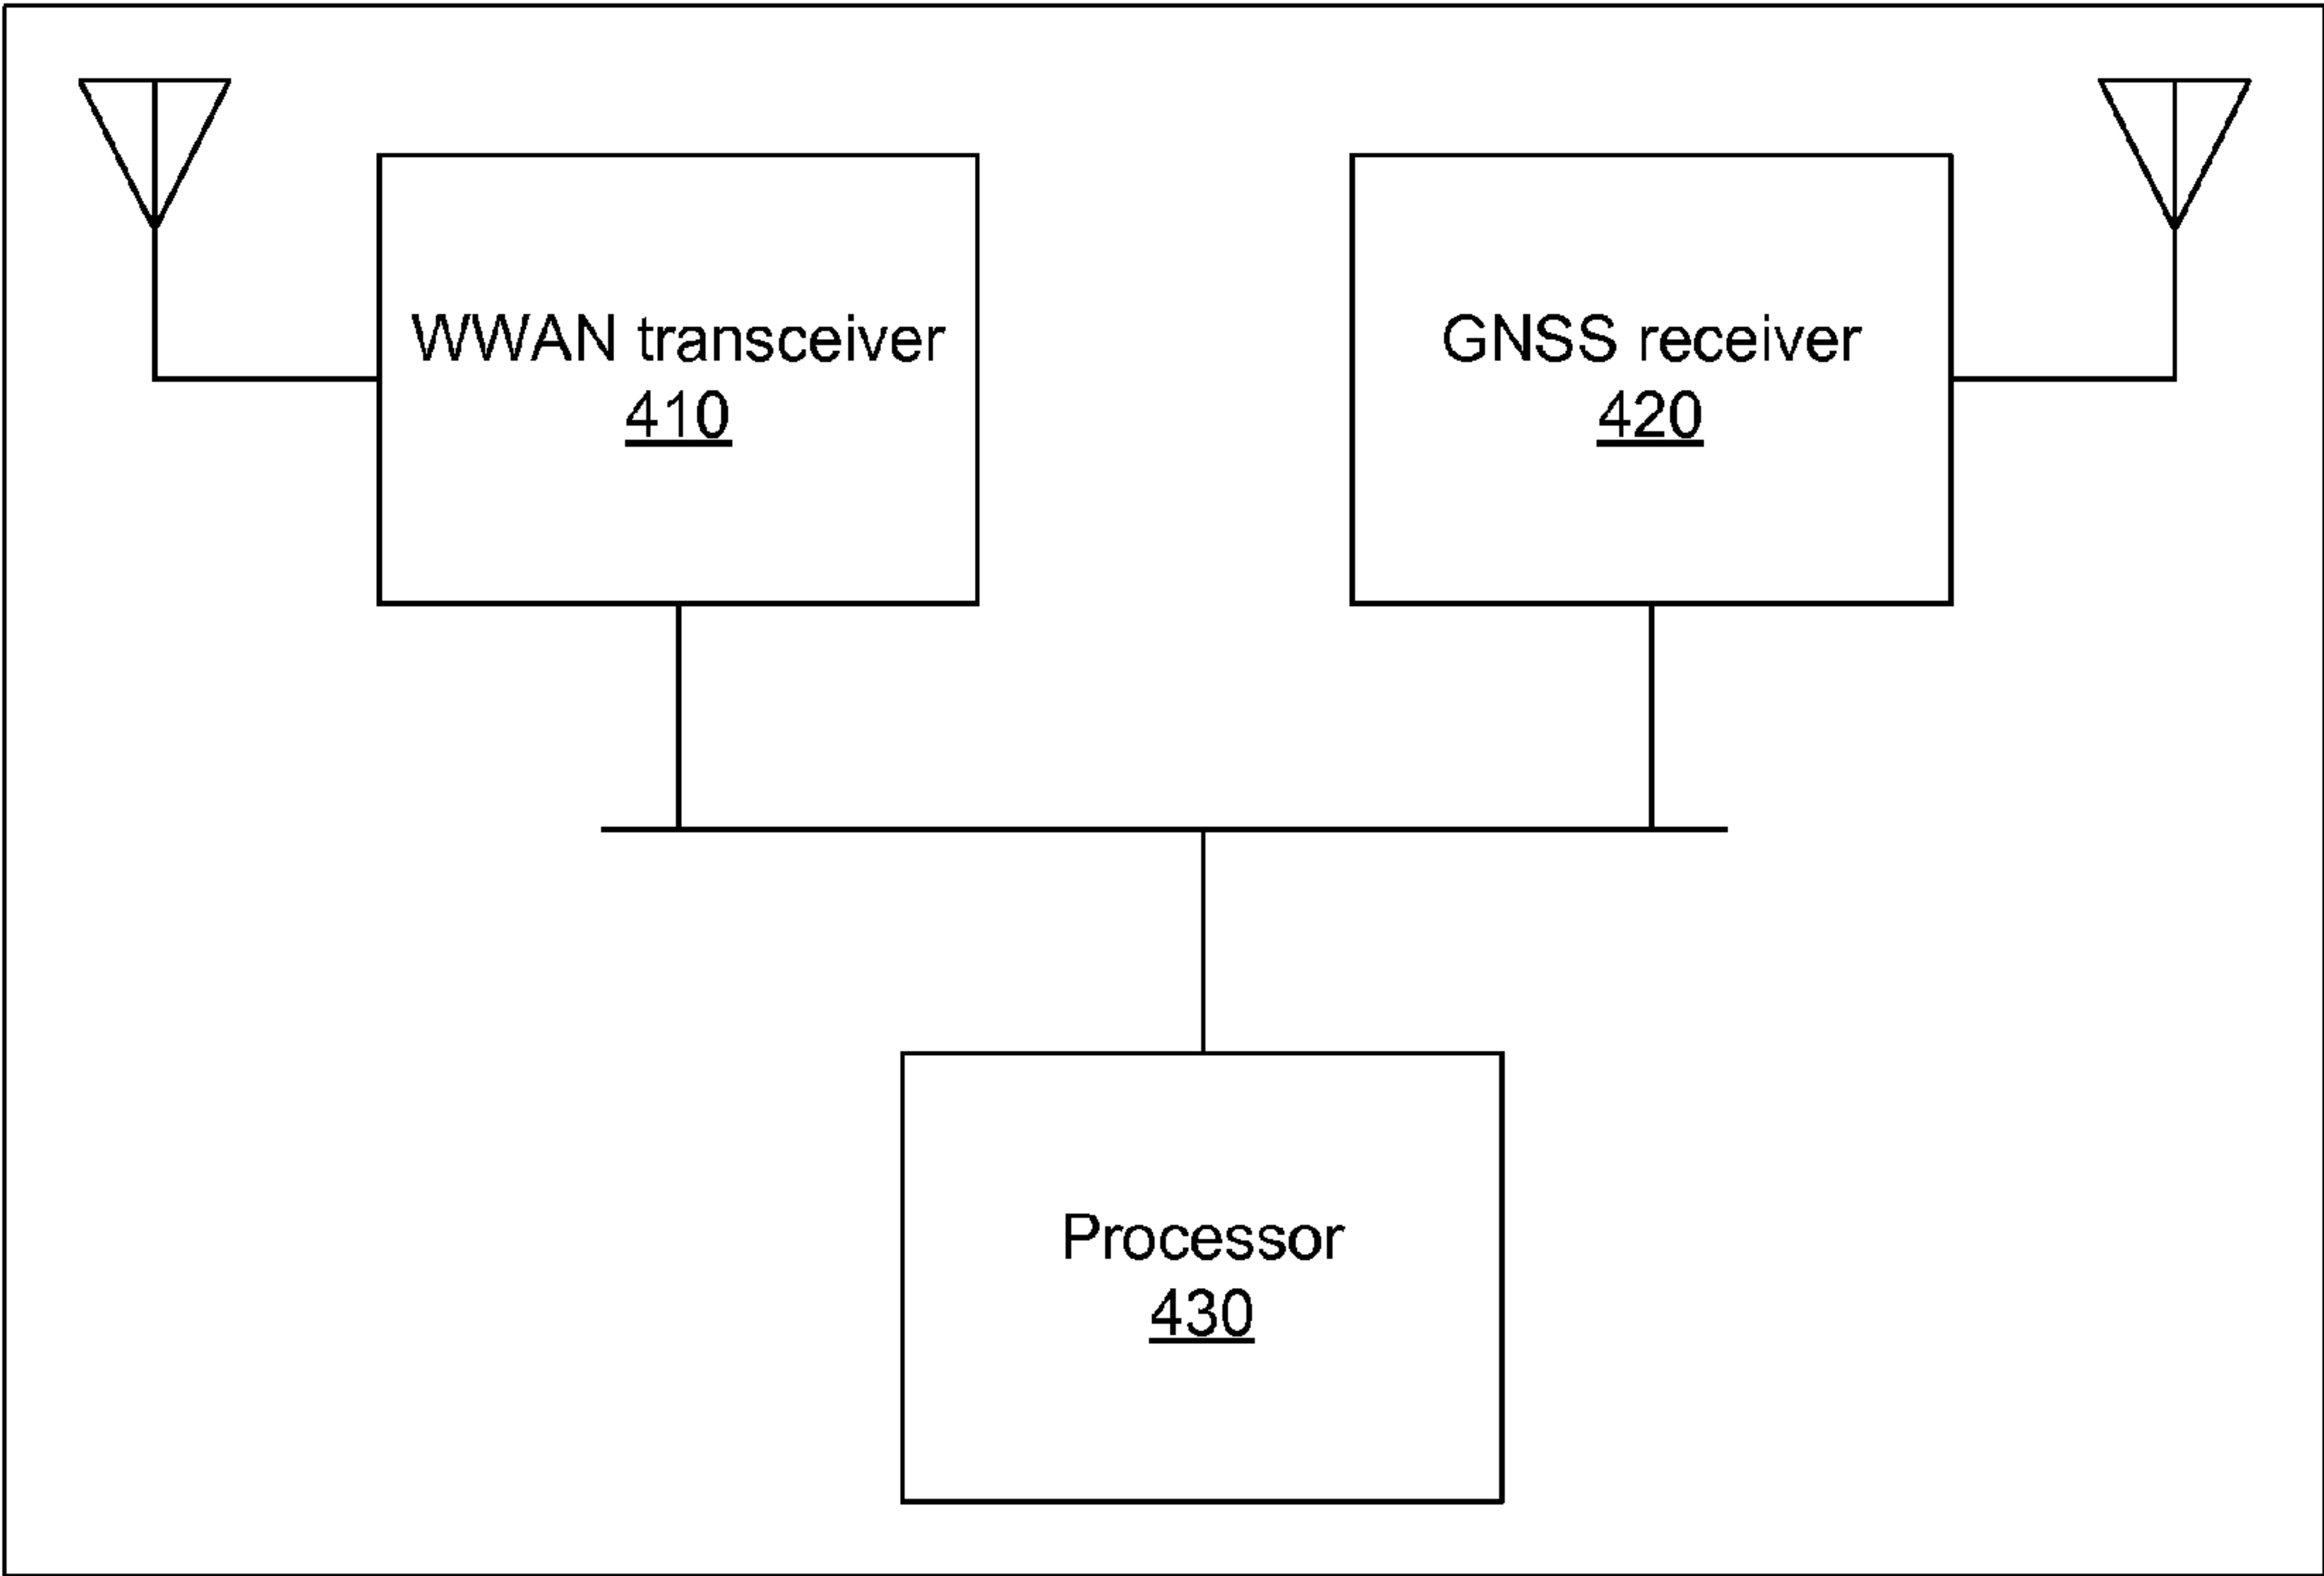 WWAN transceiver
410
GNSS receiver
420
Processor
430